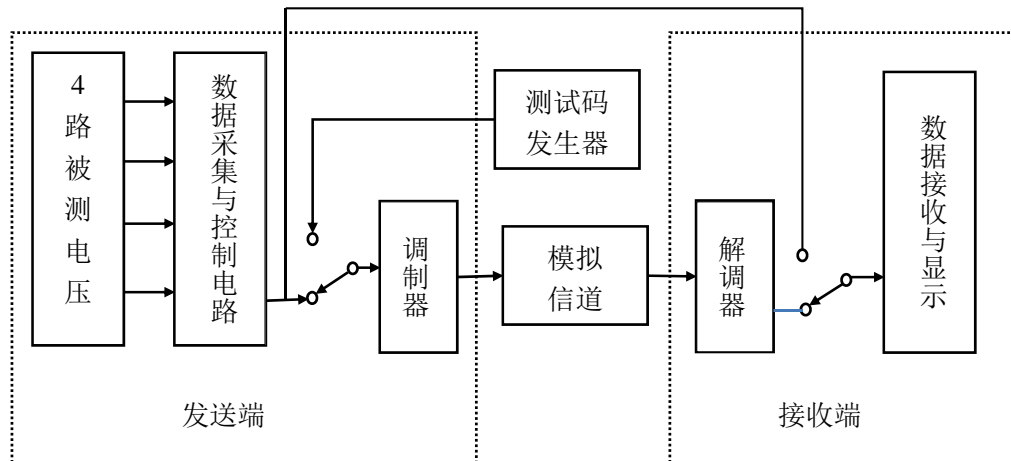 4路被测电压
数据采集与控制电路
测试码
发生器
调制器
模拟
信道
解调器
数据接收与显示
发送端
接收端